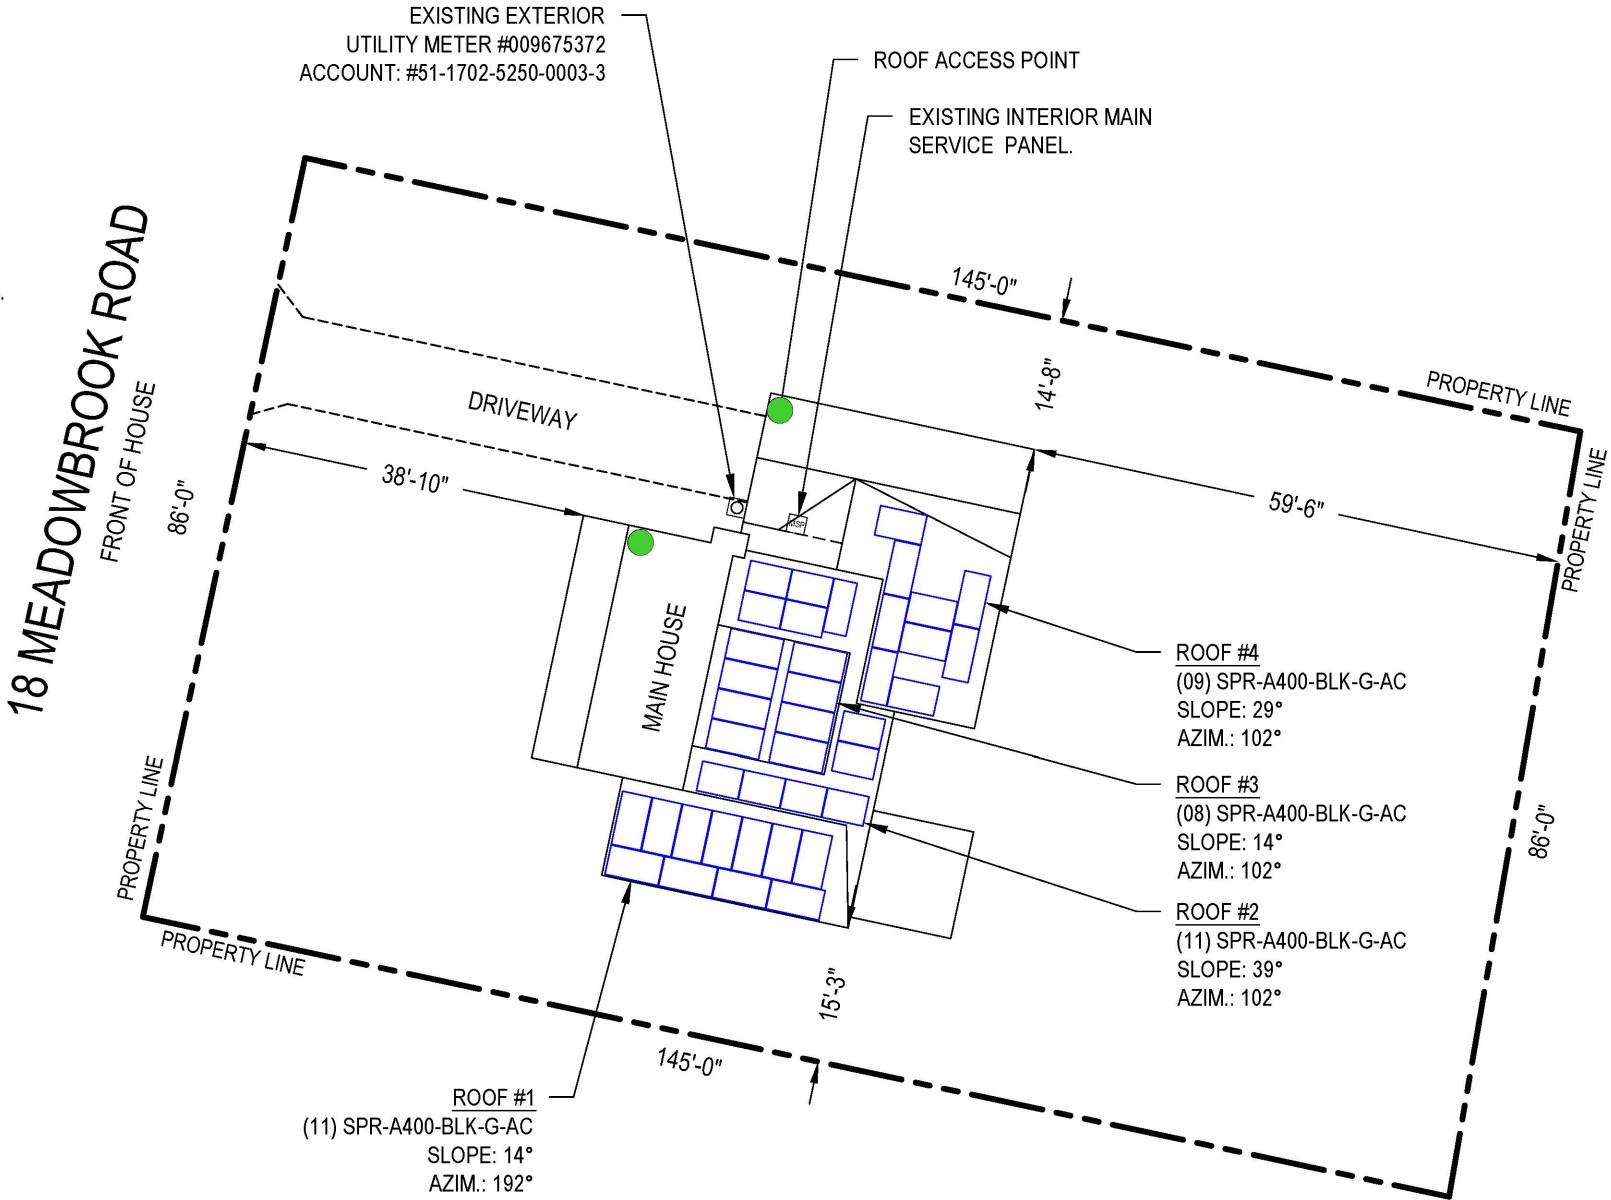 EXISTING EXTERIOR
UTILITY METER #009675372
ACCOUNT: #51-1702-5250-0003-3
ROOF ACCESS POINT
EXISTING INTERIOR MAIN
SERVICE PANEL.
18 MEADOWBROOK ROAD
FRONT OF HOUSE
86'-0"
145'-0"
14'-8"
PROPERTY LINE
PROPERTY LINE
DRIVEWAY
38'-10"
59'-6"
MSP
MAIN HOUSE
ROOF #4
(09) SPR-A400-BLK-G-AC
SLOPE: 29°
AZIM.: 102°
ROOF #3
(08) SPR-A400-BLK-G-AC
SLOPE: 14°
AZIM.: 102°
ROOF #2
(11) SPR-A400-BLK-G-AC
SLOPE: 39°
AZIM.: 102°
86'-0"
PROPERTY LINE
PROPERTY LINE
15'-3"
145'-0"
ROOF #1
(11) SPR-A400-BLK-G-AC
SLOPE: 14°
AZIM.: 192°